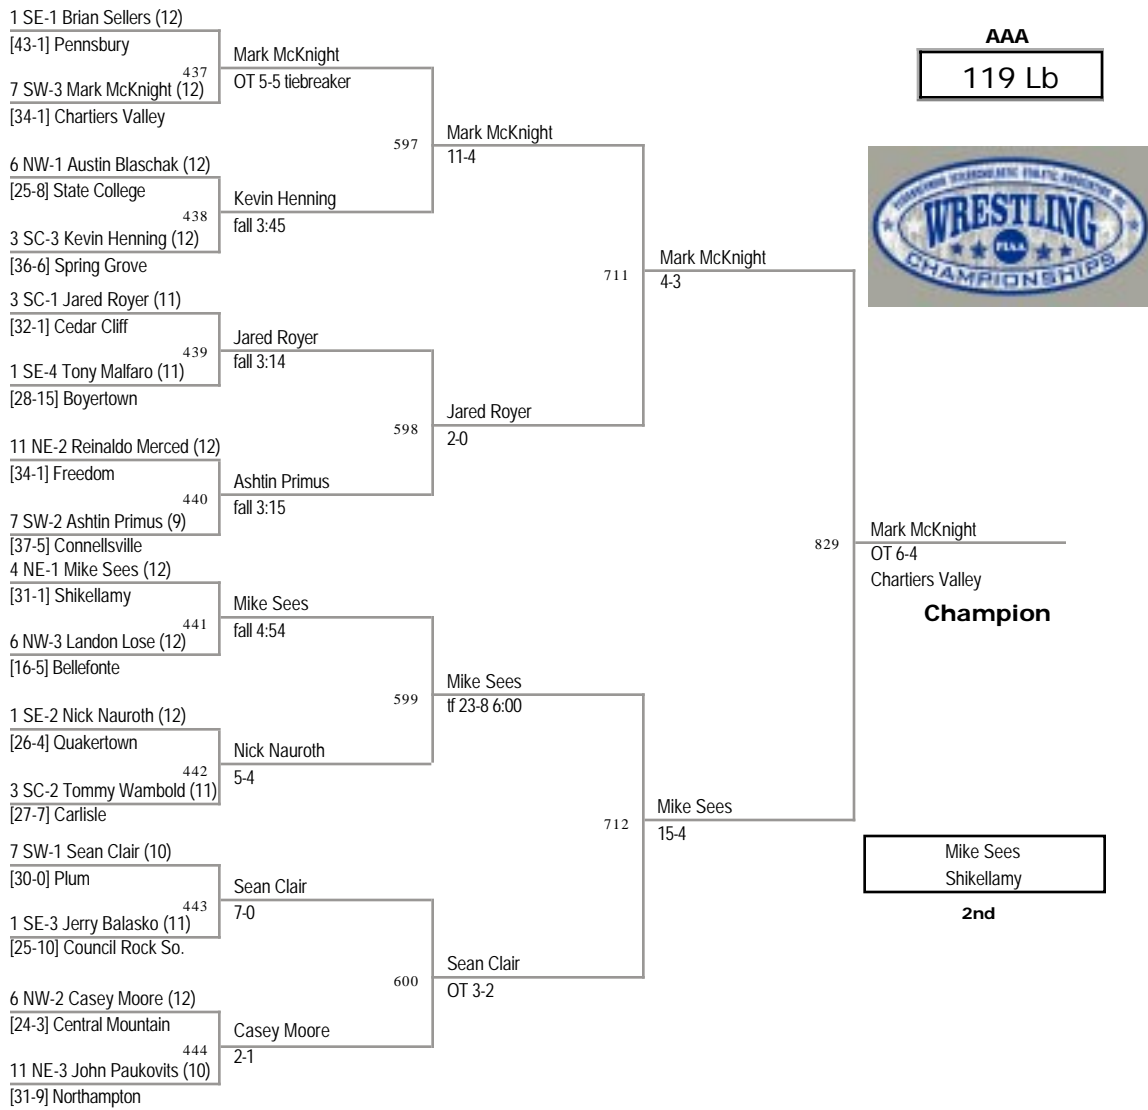 1 SE-1 Brian Sellers (12)
[43-1] Pennsbury
437
7 SW-3 Mark McKnight (12)
[34-1] Chartiers Valley
6 NW-1 Austin Blaschak (12)
[25-8] State College
438
3 SC-3 Kevin Henning (12)
[36-6] Spring Grove
3 SC-1 Jared Royer (11)
[32-1] Cedar Cliff
439
1 SE-4 Tony Malfaro (11)
[28-15] Boyertown
11 NE-2 Reinaldo Merced (12)
[34-1] Freedom
440
7 SW-2 Ashtin Primus (9)
[37-5] Connellsville
4 NE-1 Mike Sees (12)
[31-1] Shikellamy
441
6 NW-3 Landon Lose (12)
[16-5] Bellefonte
1 SE-2 Nick Nauroth (12)
[26-4] Quakertown
442
3 SC-2 Tommy Wambold (11)
[27-7] Carlisle
7 SW-1 Sean Clair (10)
[30-0] Plum
443
1 SE-3 Jerry Balasko (11)
[25-10] Council Rock So.
6 NW-2 Casey Moore (12)
[24-3] Central Mountain
444
11 NE-3 John Paukovits (10)
[31-9] Northampton
Mark McKnight
OT 5-5 tiebreaker
597
Kevin Henning
fall 3:45
Jared Royer
fall 3:14
598
Ashtin Primus
fall 3:15
Mike Sees
fall 4:54
599
Nick Nauroth
5-4
Sean Clair
7-0
600
Casey Moore
2-1
Mark McKnight
11-4
711
Jared Royer
2-0
Mike Sees
tf 23-8 6:00
712
Sean Clair
OT 3-2
Mark McKnight
4-3
829
Mike Sees
15-4
Mark McKnight
OT 6-4
Chartiers Valley
Champion
AAA
119 Lb
WRESTLING
PIAA
CHAMPIONSHIPS
Mike Sees
Shikellamy
2nd